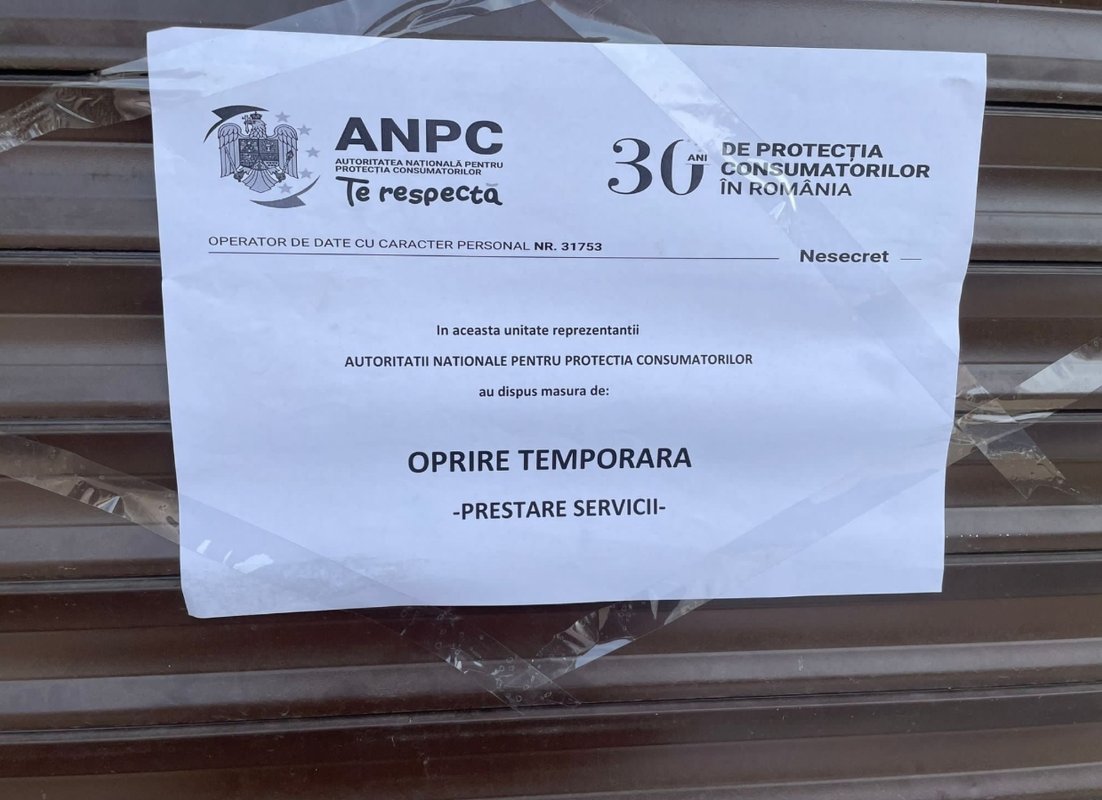 ANPC
AUTORITATEA NAȚIONALĂ PENTRU
PROTECȚIA CONSUMATORILOR
Te respectă
30 ANI
DE PROTECȚIA
CONSUMATORILOR
ÎN ROMÂNIA
OPERATOR DE DATE CU CARACTER PERSONAL NR. 31753
Nesecret
In aceasta unitate reprezentantii
AUTORITATII NATIONALE PENTRU PROTECTIA CONSUMATORILOR
au dispus masura de:
OPRIRE TEMPORARA
-PRESTARE SERVICII-